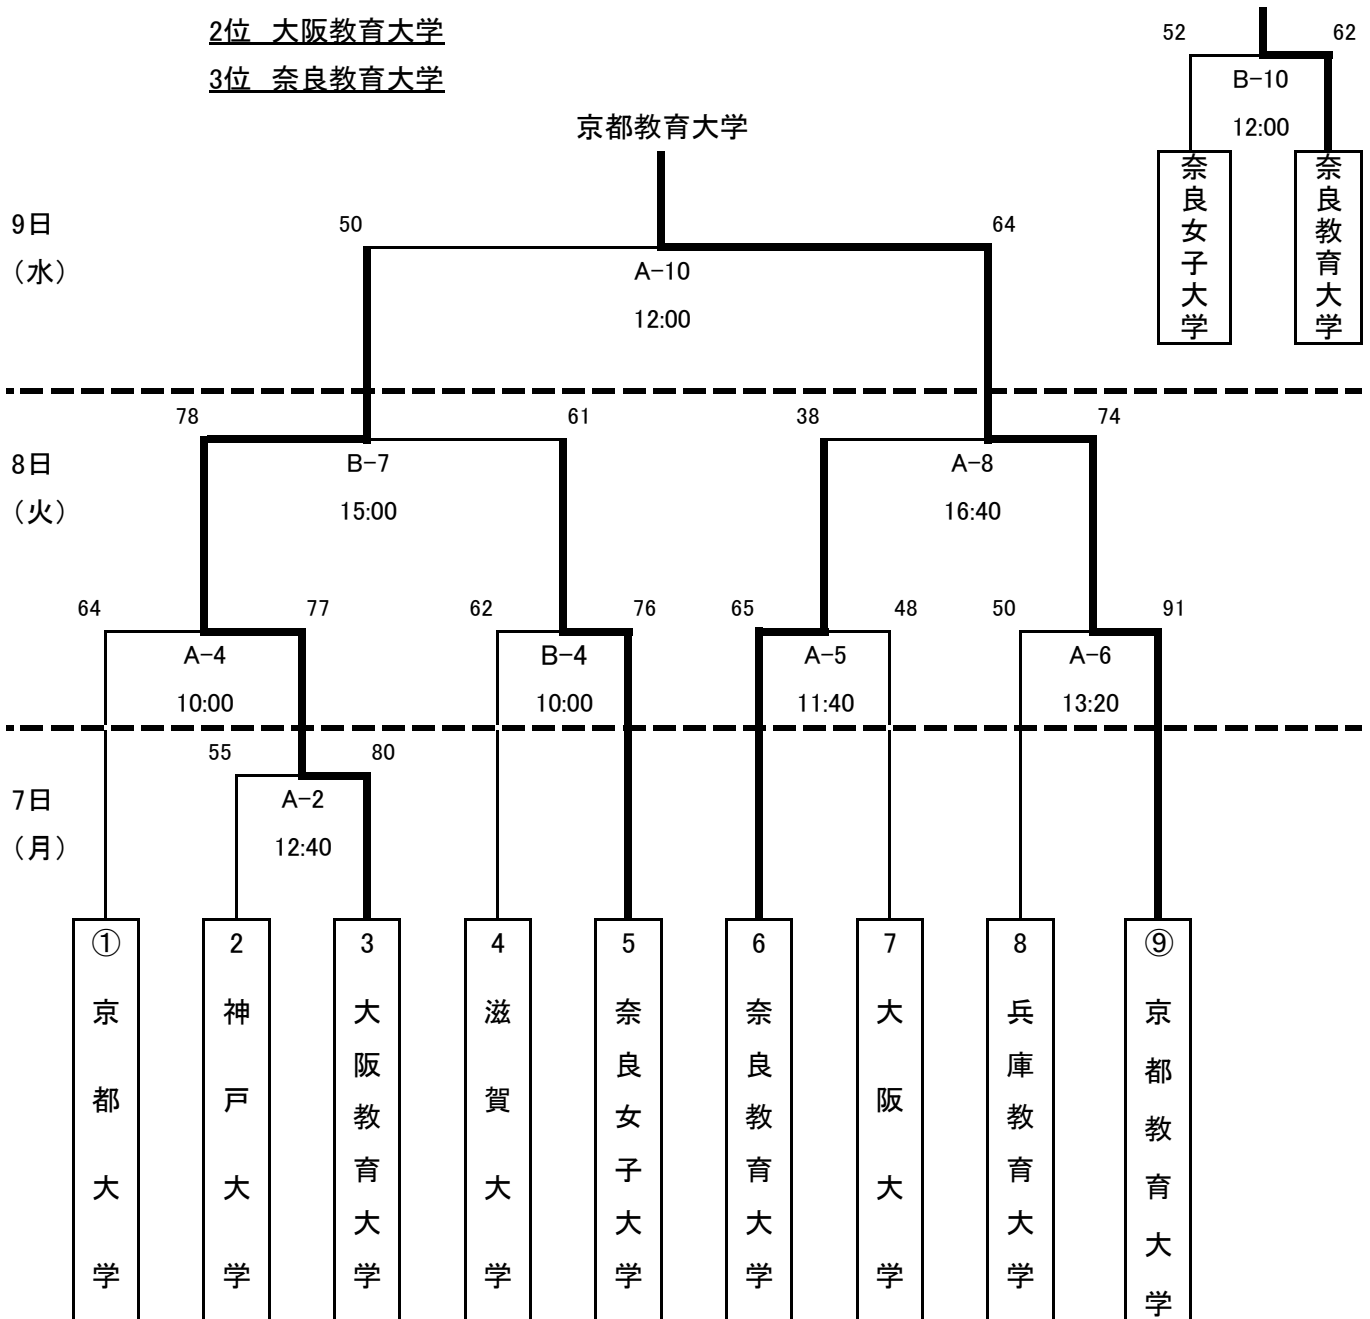 2位 大阪教育大学
3位 奈良教育大学
52 62
B-10
12:00
奈良女子大学
奈良教育大学
京都教育大学
9日
（水）
50 64
A-10
12:00
78 61 38 74
8日
（火）
B-7 A-8
15:00 16:40
64 77 62 76 65 48 50 91
A-4 B-4 A-5 A-6
10:00 10:00 11:40 13:20
55 80
7日
（月）
A-2
12:40
① 京都大学
2 神戸大学
3 大阪教育大学
4 滋賀大学
5 奈良女子大学
6 奈良教育大学
7 大阪大学
8 兵庫教育大学
⑨ 京都教育大学